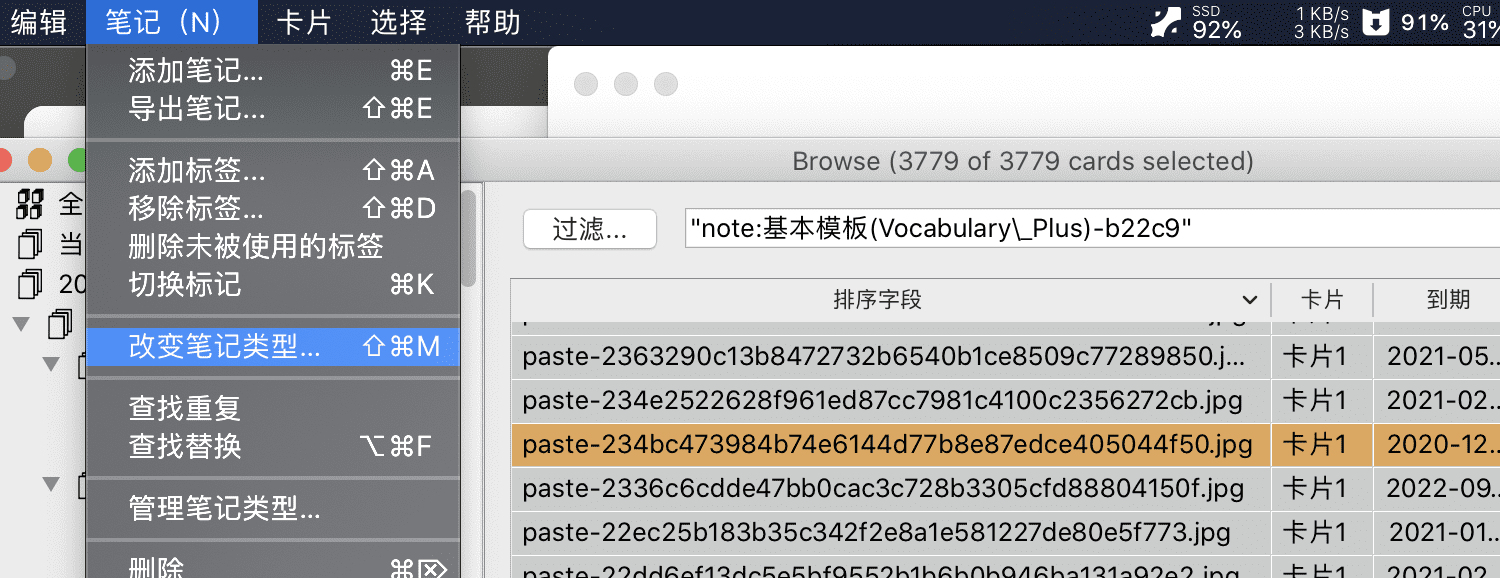 编辑 笔记（N） 卡片 选择 帮助 SSD 92% 1 KB/s 3 KB/s 91% CPU 31%
添加笔记... ⌘E
导出笔记... ⇧⌘E
添加标签... ⇧⌘A
移除标签... ⇧⌘D
删除未被使用的标签
切换标记 ⌘K
改变笔记类型... ⇧⌘M
查找重复
查找替换 ⌥⌘F
管理笔记类型...
删除 ⌘⌦
全
当
20
Browse (3779 of 3779 cards selected)
过滤... "note:基本模板(Vocabulary\_Plus)-b22c9"
排序字段 卡片 到期
paste-2363290c13b8472732b6540b1ce8509c77289850.j... 卡片1 2021-05...
paste-234e2522628f961ed87cc7981c4100c2356272cb.jpg 卡片1 2021-02...
paste-234bc473984b74e6144d77b8e87edce405044f50.jpg 卡片1 2020-12...
paste-2336c6cdde47bb0cac3c728b3305cfd88804150f.jpg 卡片1 2022-09...
paste-22ec25b183b35c342f2e8a1e581227de80e5f773.jpg 卡片1 2021-01...
paste-22dd6ef13dc5e5bf9552b1b6b0b946ba131a92e2.jpg 卡片1 2021-02